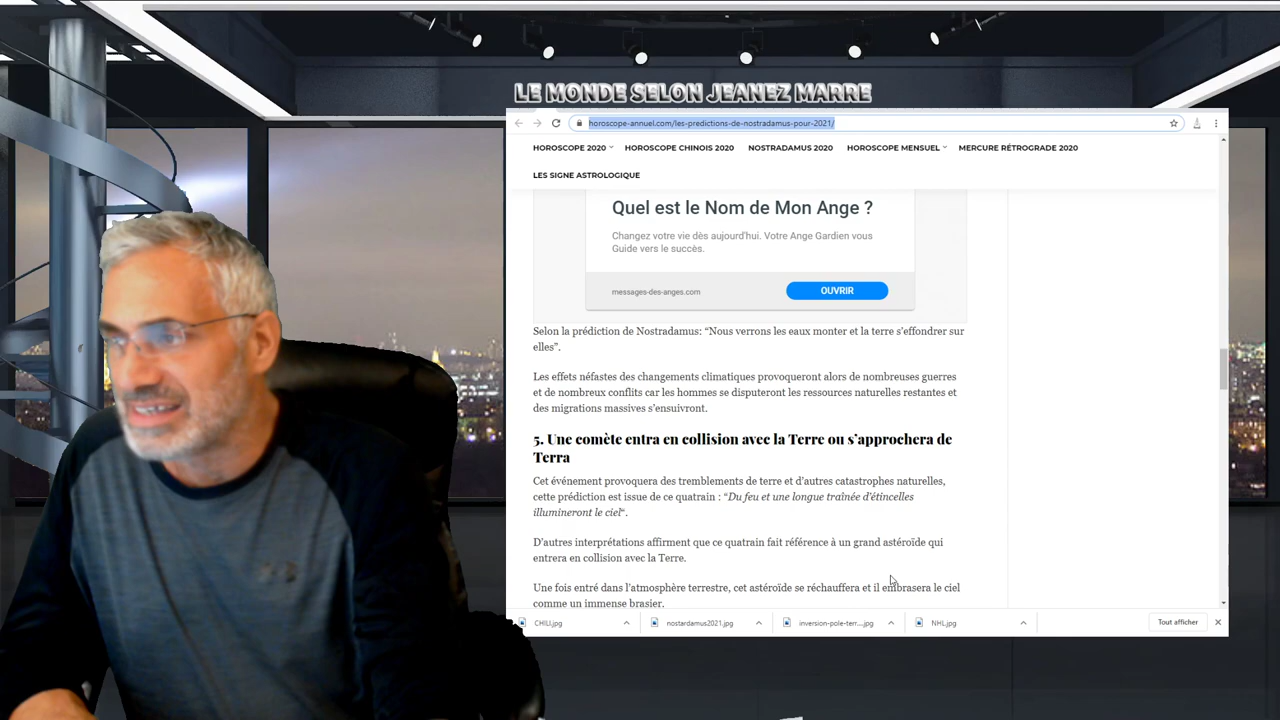 LE MONDE SELON JEANEZ MARRE
horoscope-annuel.com/les-predictions-de-nostradamus-pour-2021/
HOROSCOPE 2020 HOROSCOPE CHINOIS 2020 NOSTRADAMUS 2020 HOROSCOPE MENSUEL MERCURE RÉTROGRADE 2020
LES SIGNE ASTROLOGIQUE
Quel est le Nom de Mon Ange ?
Changez votre vie dès aujourd'hui. Votre Ange Gardien vous
Guide vers le succès.
messages-des-anges.com OUVRIR
Selon la prédiction de Nostradamus: “Nous verrons les eaux monter et la terre s’effondrer sur
elles”.
Les effets néfastes des changements climatiques provoqueront alors de nombreuses guerres
et de nombreux conflits car les hommes se disputeront les ressources naturelles restantes et
des migrations massives s’ensuivront.
5. Une comète entra en collision avec la Terre ou s’approchera de
Terra
Cet événement provoquera des tremblements de terre et d’autres catastrophes naturelles,
cette prédiction est issue de ce quatrain : “Du feu et une longue traînée d’étincelles
illumineront le ciel“.
D’autres interprétations affirment que ce quatrain fait référence à un grand astéroïde qui
entrera en collision avec la Terre.
Une fois entré dans l’atmosphère terrestre, cet astéroïde se réchauffera et il embrasera le ciel
comme un immense brasier.
CHILI.jpg nostardamus2021.jpg inversion-pole-terr....jpg NHL.jpg Tout afficher